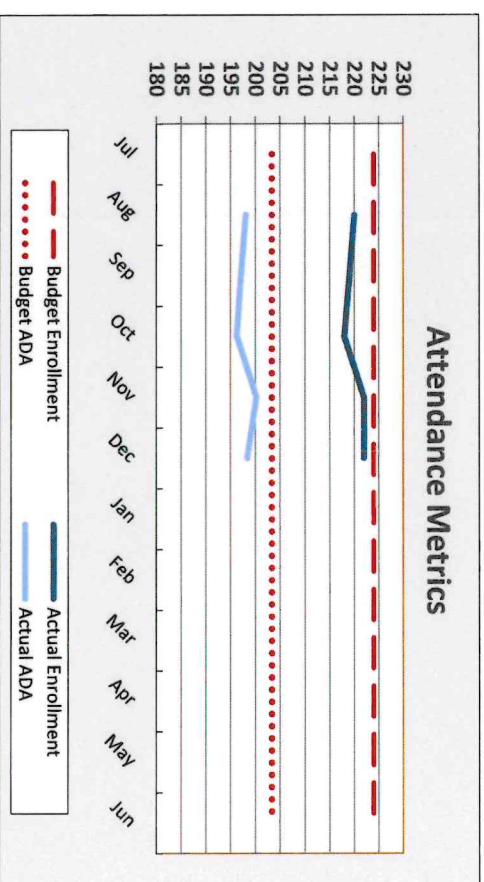 Attendance Metrics
230
225
220
215
210
205
200
195
190
185
180
Jul Aug Sep Oct Nov Dec Jan Feb Mar Apr May Jun
Budget Enrollment Actual Enrollment
Budget ADA Actual ADA